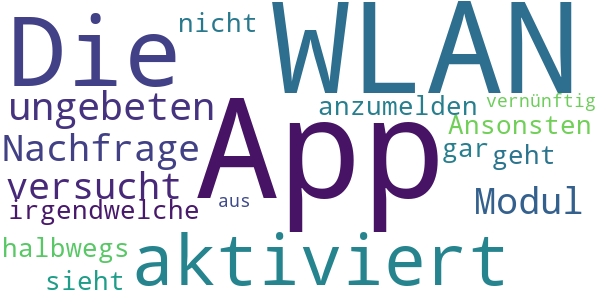 Die
nicht
WLAN
ungebeten
anzumelden
vernünftig
Ansonsten
Nachfrage
App
gar
geht
versucht
irgendwelche
aus
Modul
halbwegs
aktiviert
sieht